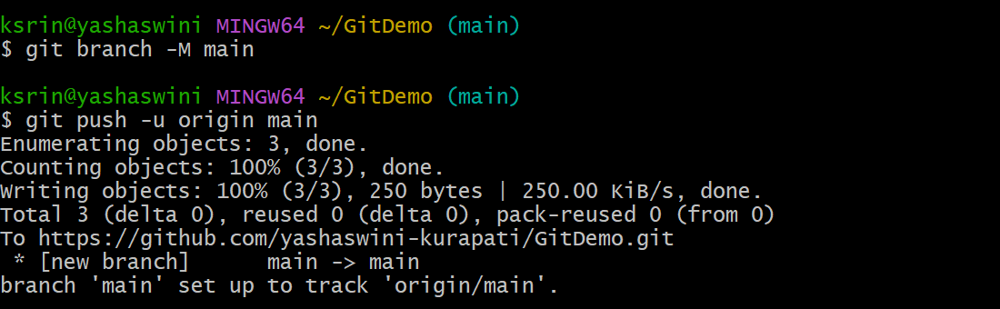 ksrin@yashaswini MINGW64 ~/GitDemo (main)
$ git branch -M main
ksrin@yashaswini MINGW64 ~/GitDemo (main)
$ git push -u origin main
Enumerating objects: 3, done.
Counting objects: 100% (3/3), done.
Writing objects: 100% (3/3), 250 bytes | 250.00 KiB/s, done.
Total 3 (delta 0), reused 0 (delta 0), pack-reused 0 (from 0)
To https://github.com/yashaswini-kurapati/GitDemo.git
 * [new branch]      main -> main
branch 'main' set up to track 'origin/main'.